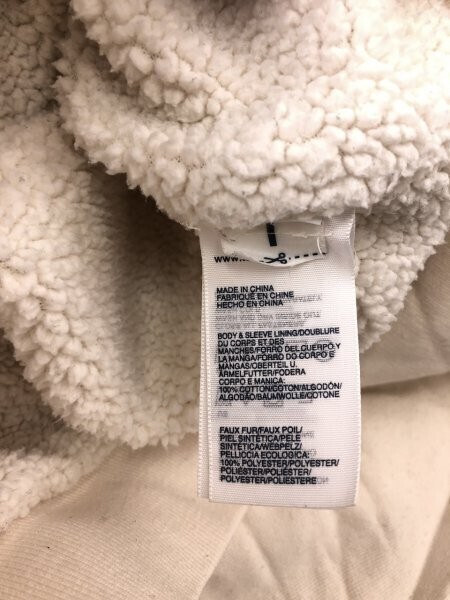 WWW.
MADE IN CHINA
FABRIQUÉ EN CHINE
HECHO EN CHINA
BODY & SLEEVE LINING/DOUBLURE
DU CORPS ET DES
MANCHES/FORRO DEL CUERPO Y
LA MANGA/FORRO DO CORPO E
MANGAS/OBERTEIL U.
ÄRMELFUTTER/FODERA
CORPO E MANICA:
100% COTTON/COTON/ALGODÓN/
ALGODÃO/BAUMWOLLE/COTONE
FAUX FUR/FAUX POIL/
PIEL SINTÉTICA/PELE
SINTÉTICA/WEBPELZ/
PELLICCIA ECOLOGICA:
100% POLYESTER/POLYESTER/
POLIÉSTER/POLIÉSTER/
POLYESTER/POLIESTERE